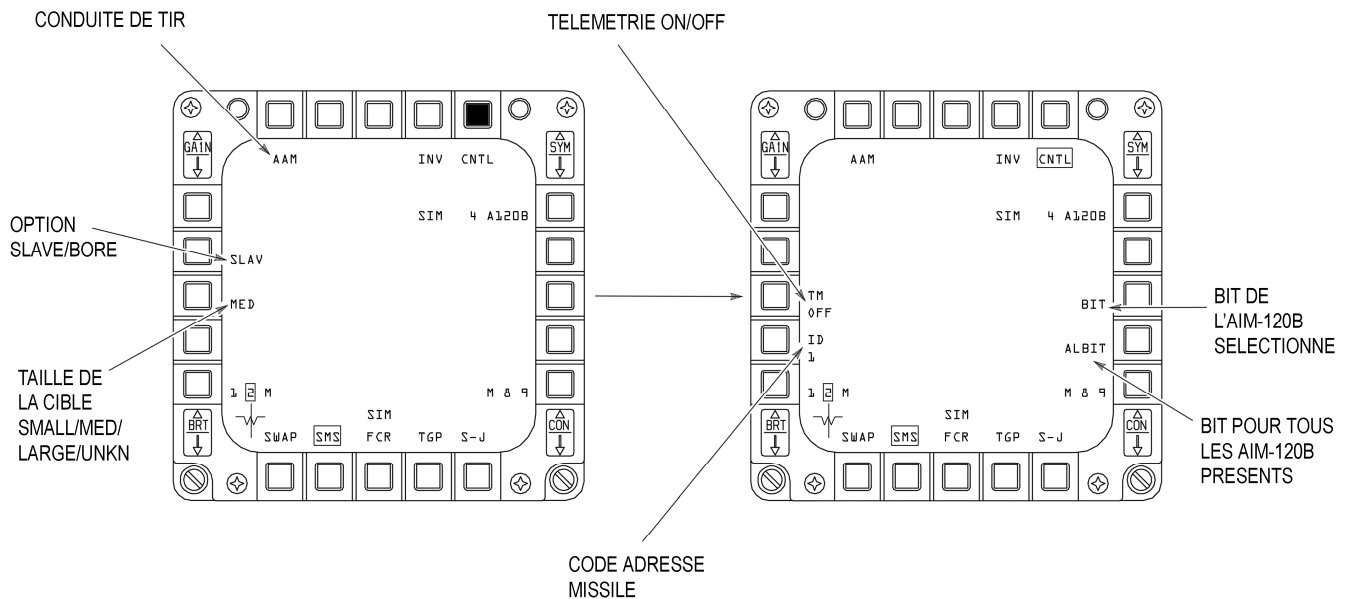 CONDUITE DE TIR
TELEMETRIE ON/OFF
GAIN
SYM
AAM
INV CNTL
SIM 4 A120B
OPTION
SLAVE/BORE
SLAV
MED
TAILLE DE
LA CIBLE
SMALL/MED/
LARGE/UNKN
1 2 M
M 8 9
SIM
BRT
CON
SWAP SMS FCR TGP S-J
GAIN
SYM
AAM
INV CNTL
SIM 4 A120B
TM
OFF
BIT
ID
1
ALBIT
1 2 M
M 8 9
SIM
BRT
CON
SWAP SMS FCR TGP S-J
BIT DE
L'AIM-120B
SELECTIONNE
BIT POUR TOUS
LES AIM-120B
PRESENTS
CODE ADRESSE
MISSILE